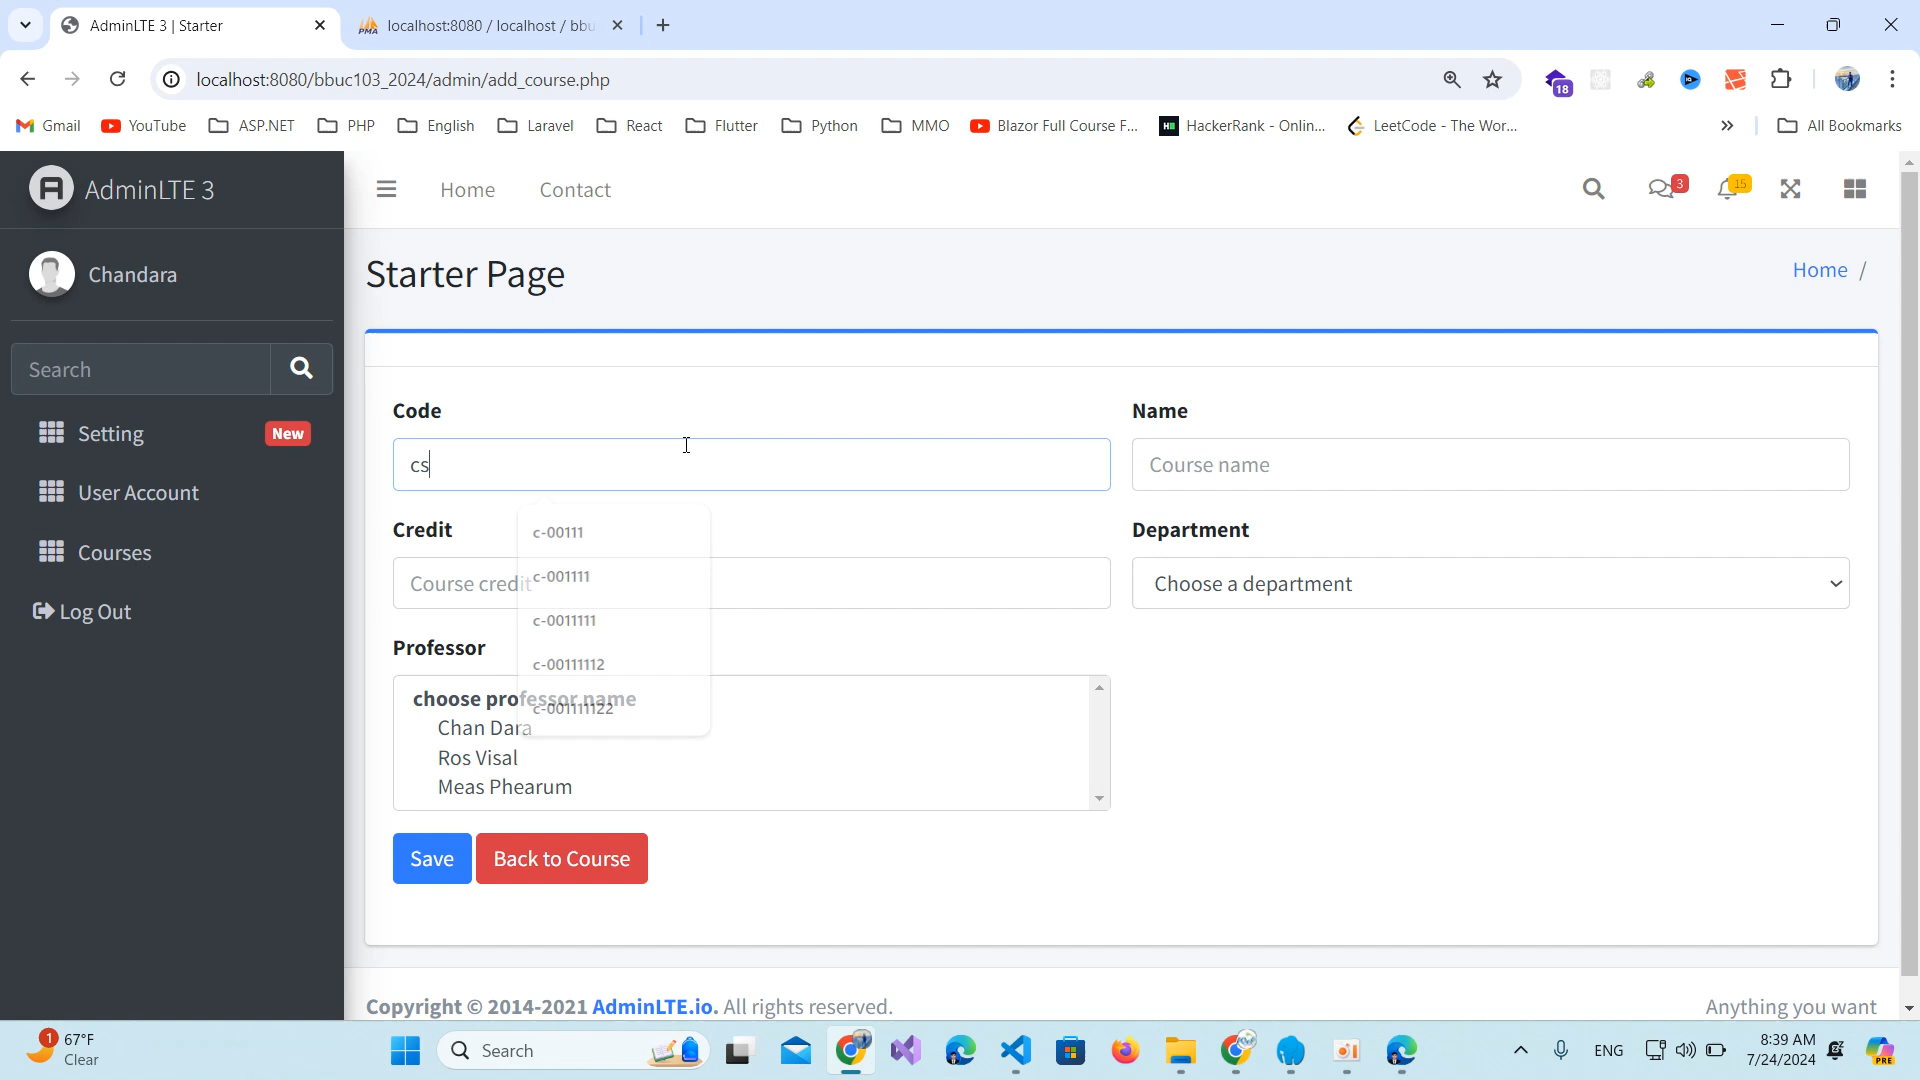 AdminLTE 3 | Starter
localhost:8080 / localhost / bbu
localhost:8080/bbuc103_2024/admin/add_course.php
18
Gmail YouTube ASP.NET PHP English Laravel React Flutter Python MMO Blazor Full Course F... HackerRank - Onlin... LeetCode - The Wor... All Bookmarks
AdminLTE 3
Home Contact
3 15
Chandara
Starter Page
Home /
Search
Setting New
User Account
Courses
Log Out
Code Name
cs
Course name
Credit Department
c-00111
Course credit
c-001111
Choose a department
c-0011111
Professor
c-00111112
choose professor name
c-001111122
Chan Dara
Ros Visal
Meas Phearum
Save Back to Course
Copyright © 2014-2021 AdminLTE.io. All rights reserved.
Anything you want
1 67°F
Clear
Search
ENG
8:39 AM
7/24/2024
PRE